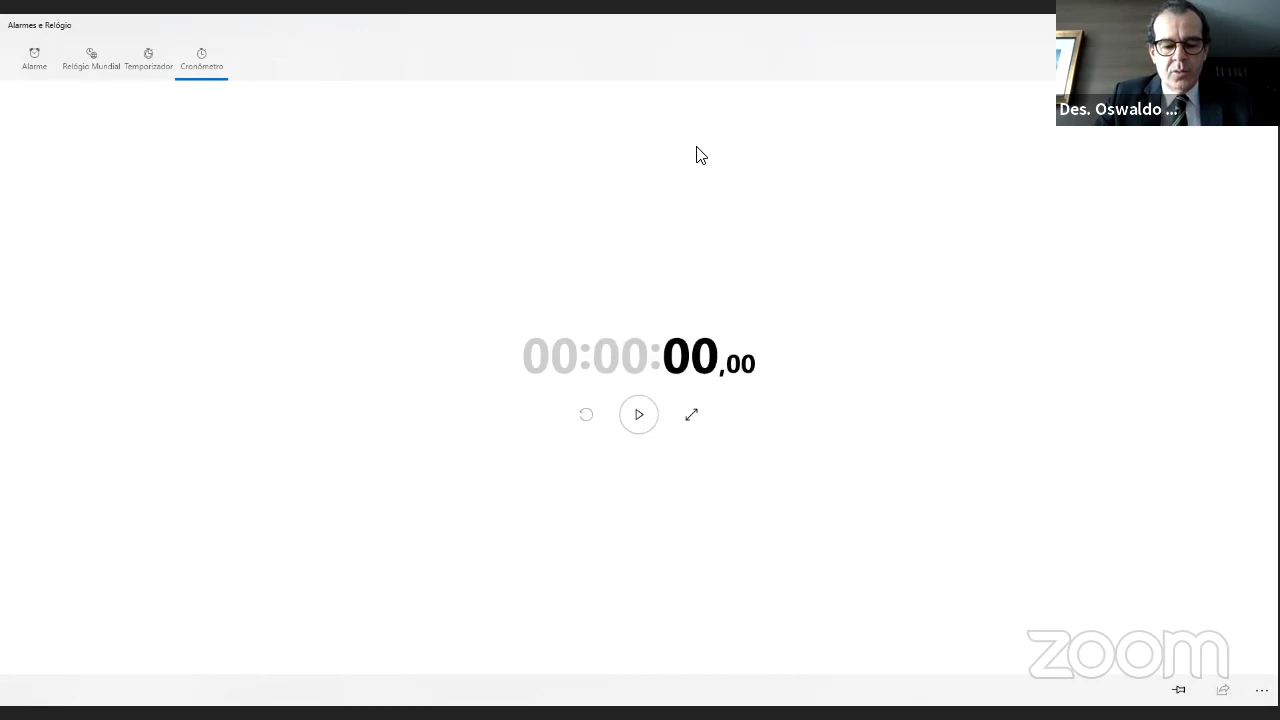 Alarmes e Relógio
Alarme
Relógio Mundial
Temporizador
Cronômetro
Des. Oswaldo ...
00:00:00,00
zoom